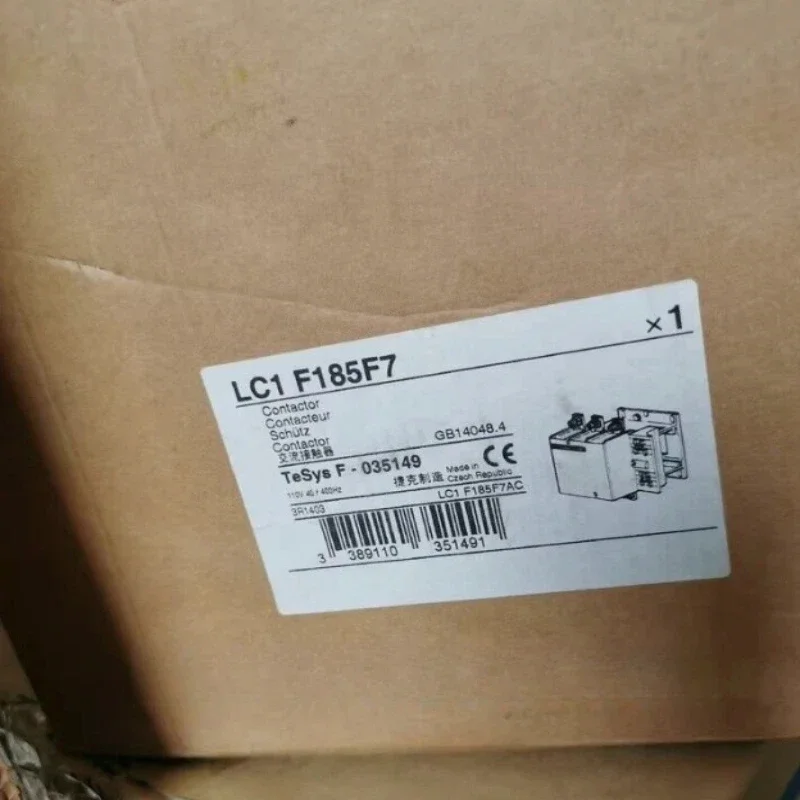 LC1 F185F7
×1
Contactor
Contacteur
Schütz
Contactor
交流接触器
GB14048.4
TeSys F - 035149
捷克制造
Made in
Czech Republic
CE
110V 40 / 400Hz
LC1 F185F7AC
3R1409
3 389110 351491